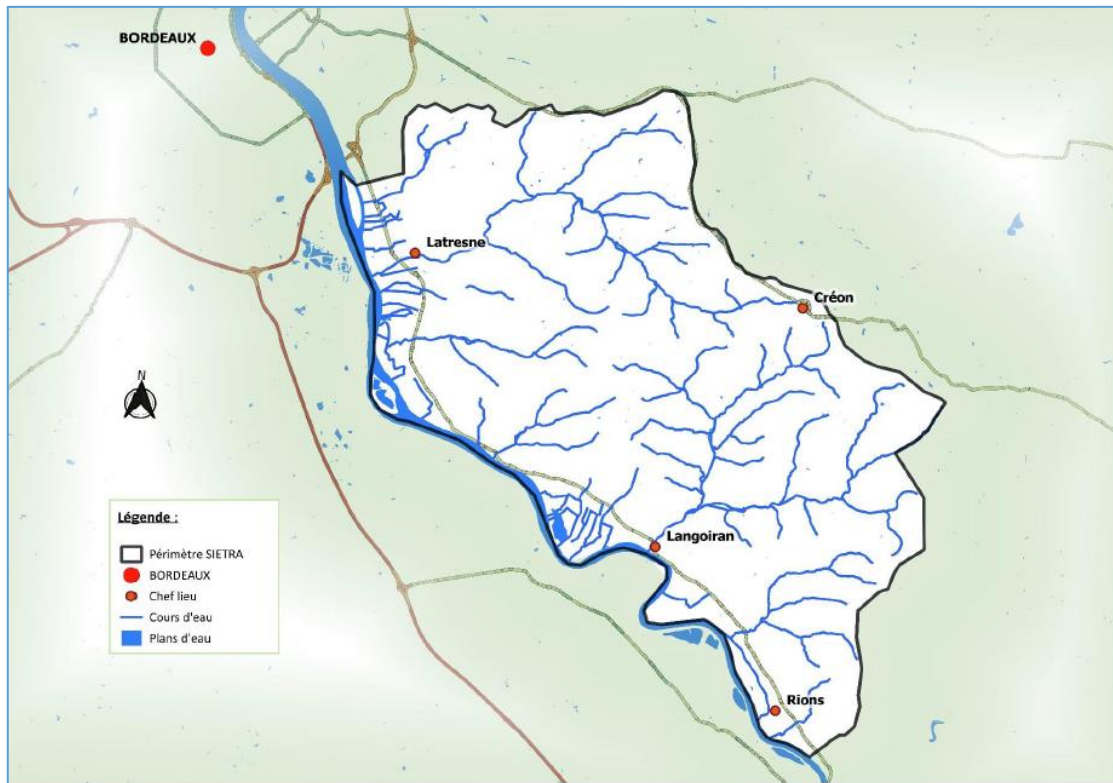 BORDEAUX
Latresne
Créon
N
Légende :
Périmètre SIETRA
BORDEAUX
Chef lieu
Cours d'eau
Plans d'eau
Langoiran
Rions